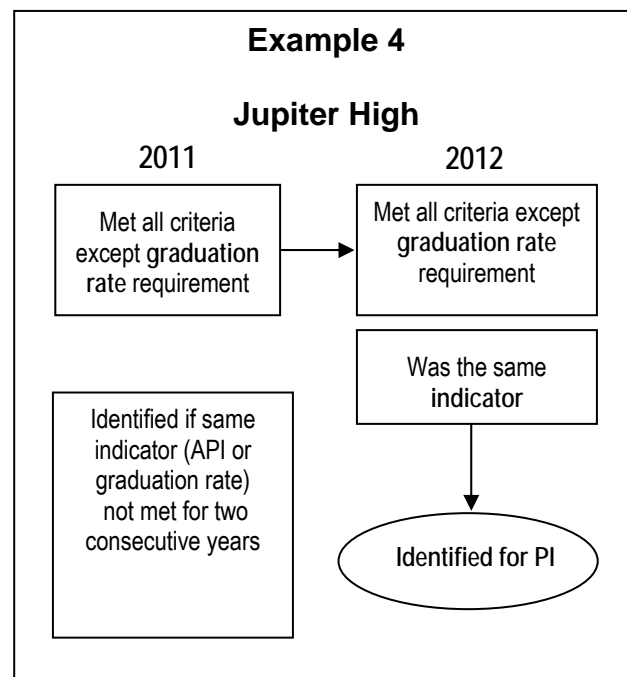 Example 4
Jupiter High
2011
2012
Met all criteria
except graduation
rate requirement
Met all criteria except
graduation rate
requirement
Was the same
indicator
Identified if same
indicator (API or
graduation rate)
not met for two
consecutive years
Identified for PI